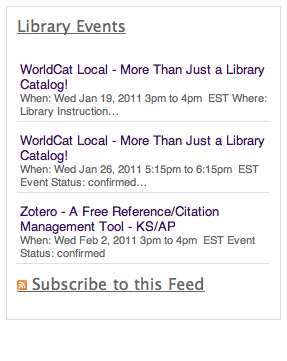 Library Events
WorldCat Local - More Than Just a Library
Catalog!
When: Wed Jan 19, 2011 3pm to 4pm  EST Where:
Library Instruction…
WorldCat Local - More Than Just a Library
Catalog!
When: Wed Jan 26, 2011 5:15pm to 6:15pm  EST
Event Status: confirmed…
Zotero - A Free Reference/Citation
Management Tool - KS/AP
When: Wed Feb 2, 2011 3pm to 4pm  EST Event
Status: confirmed
Subscribe to this Feed